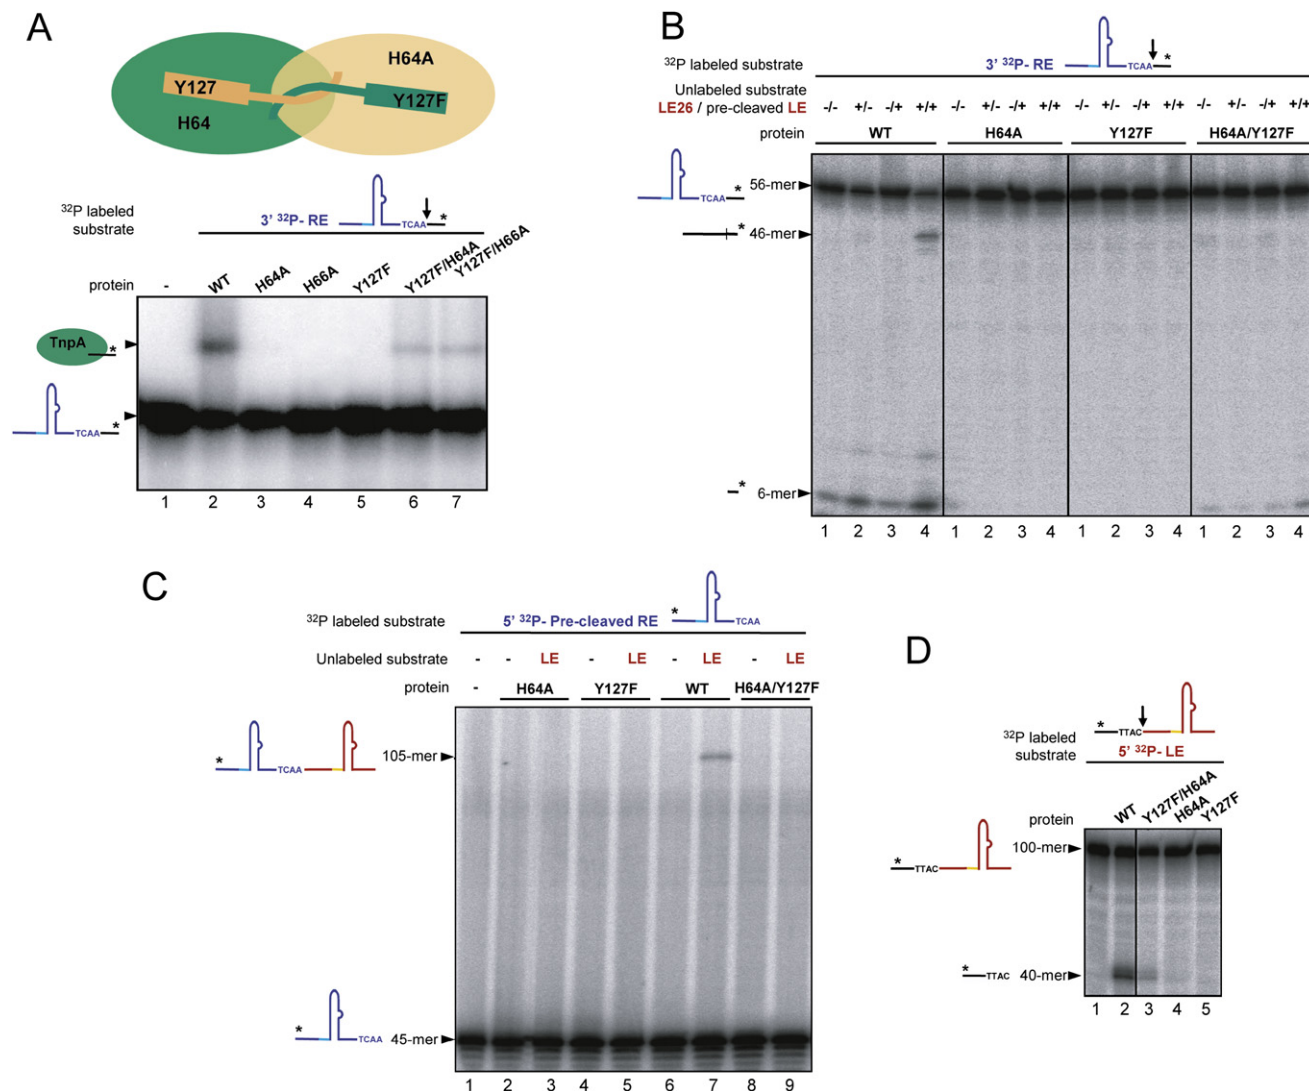 A
H64A
Y127
Y127F
H64
32P labeled substrate
3' 32P- RE
TCAA
*
protein
- WT H64A H66A Y127F Y127F/H64A Y127F/H66A
TnpA
*
TCAA
*
1 2 3 4 5 6 7
B
32P labeled substrate
3' 32P- RE
TCAA
*
Unlabeled substrate
LE26 / pre-cleaved LE
-/- +/- -/+ +/+ -/- +/- -/+ +/+ -/- +/- -/+ +/+ -/- +/- -/+ +/+
protein
WT H64A Y127F H64A/Y127F
TCAA
*
56-mer
*
46-mer
*
6-mer
1 2 3 4 1 2 3 4 1 2 3 4 1 2 3 4
C
32P labeled substrate
5' 32P- Pre-cleaved RE
*
TCAA
Unlabeled substrate
- - LE - LE - LE - LE
protein
- H64A Y127F WT H64A/Y127F
*
TCAA
105-mer
*
TCAA
45-mer
1 2 3 4 5 6 7 8 9
D
32P labeled
substrate
*
TTAC
5' 32P- LE
protein
WT Y127F/H64A H64A Y127F
*
TTAC
100-mer
*
TTAC
40-mer
1 2 3 4 5